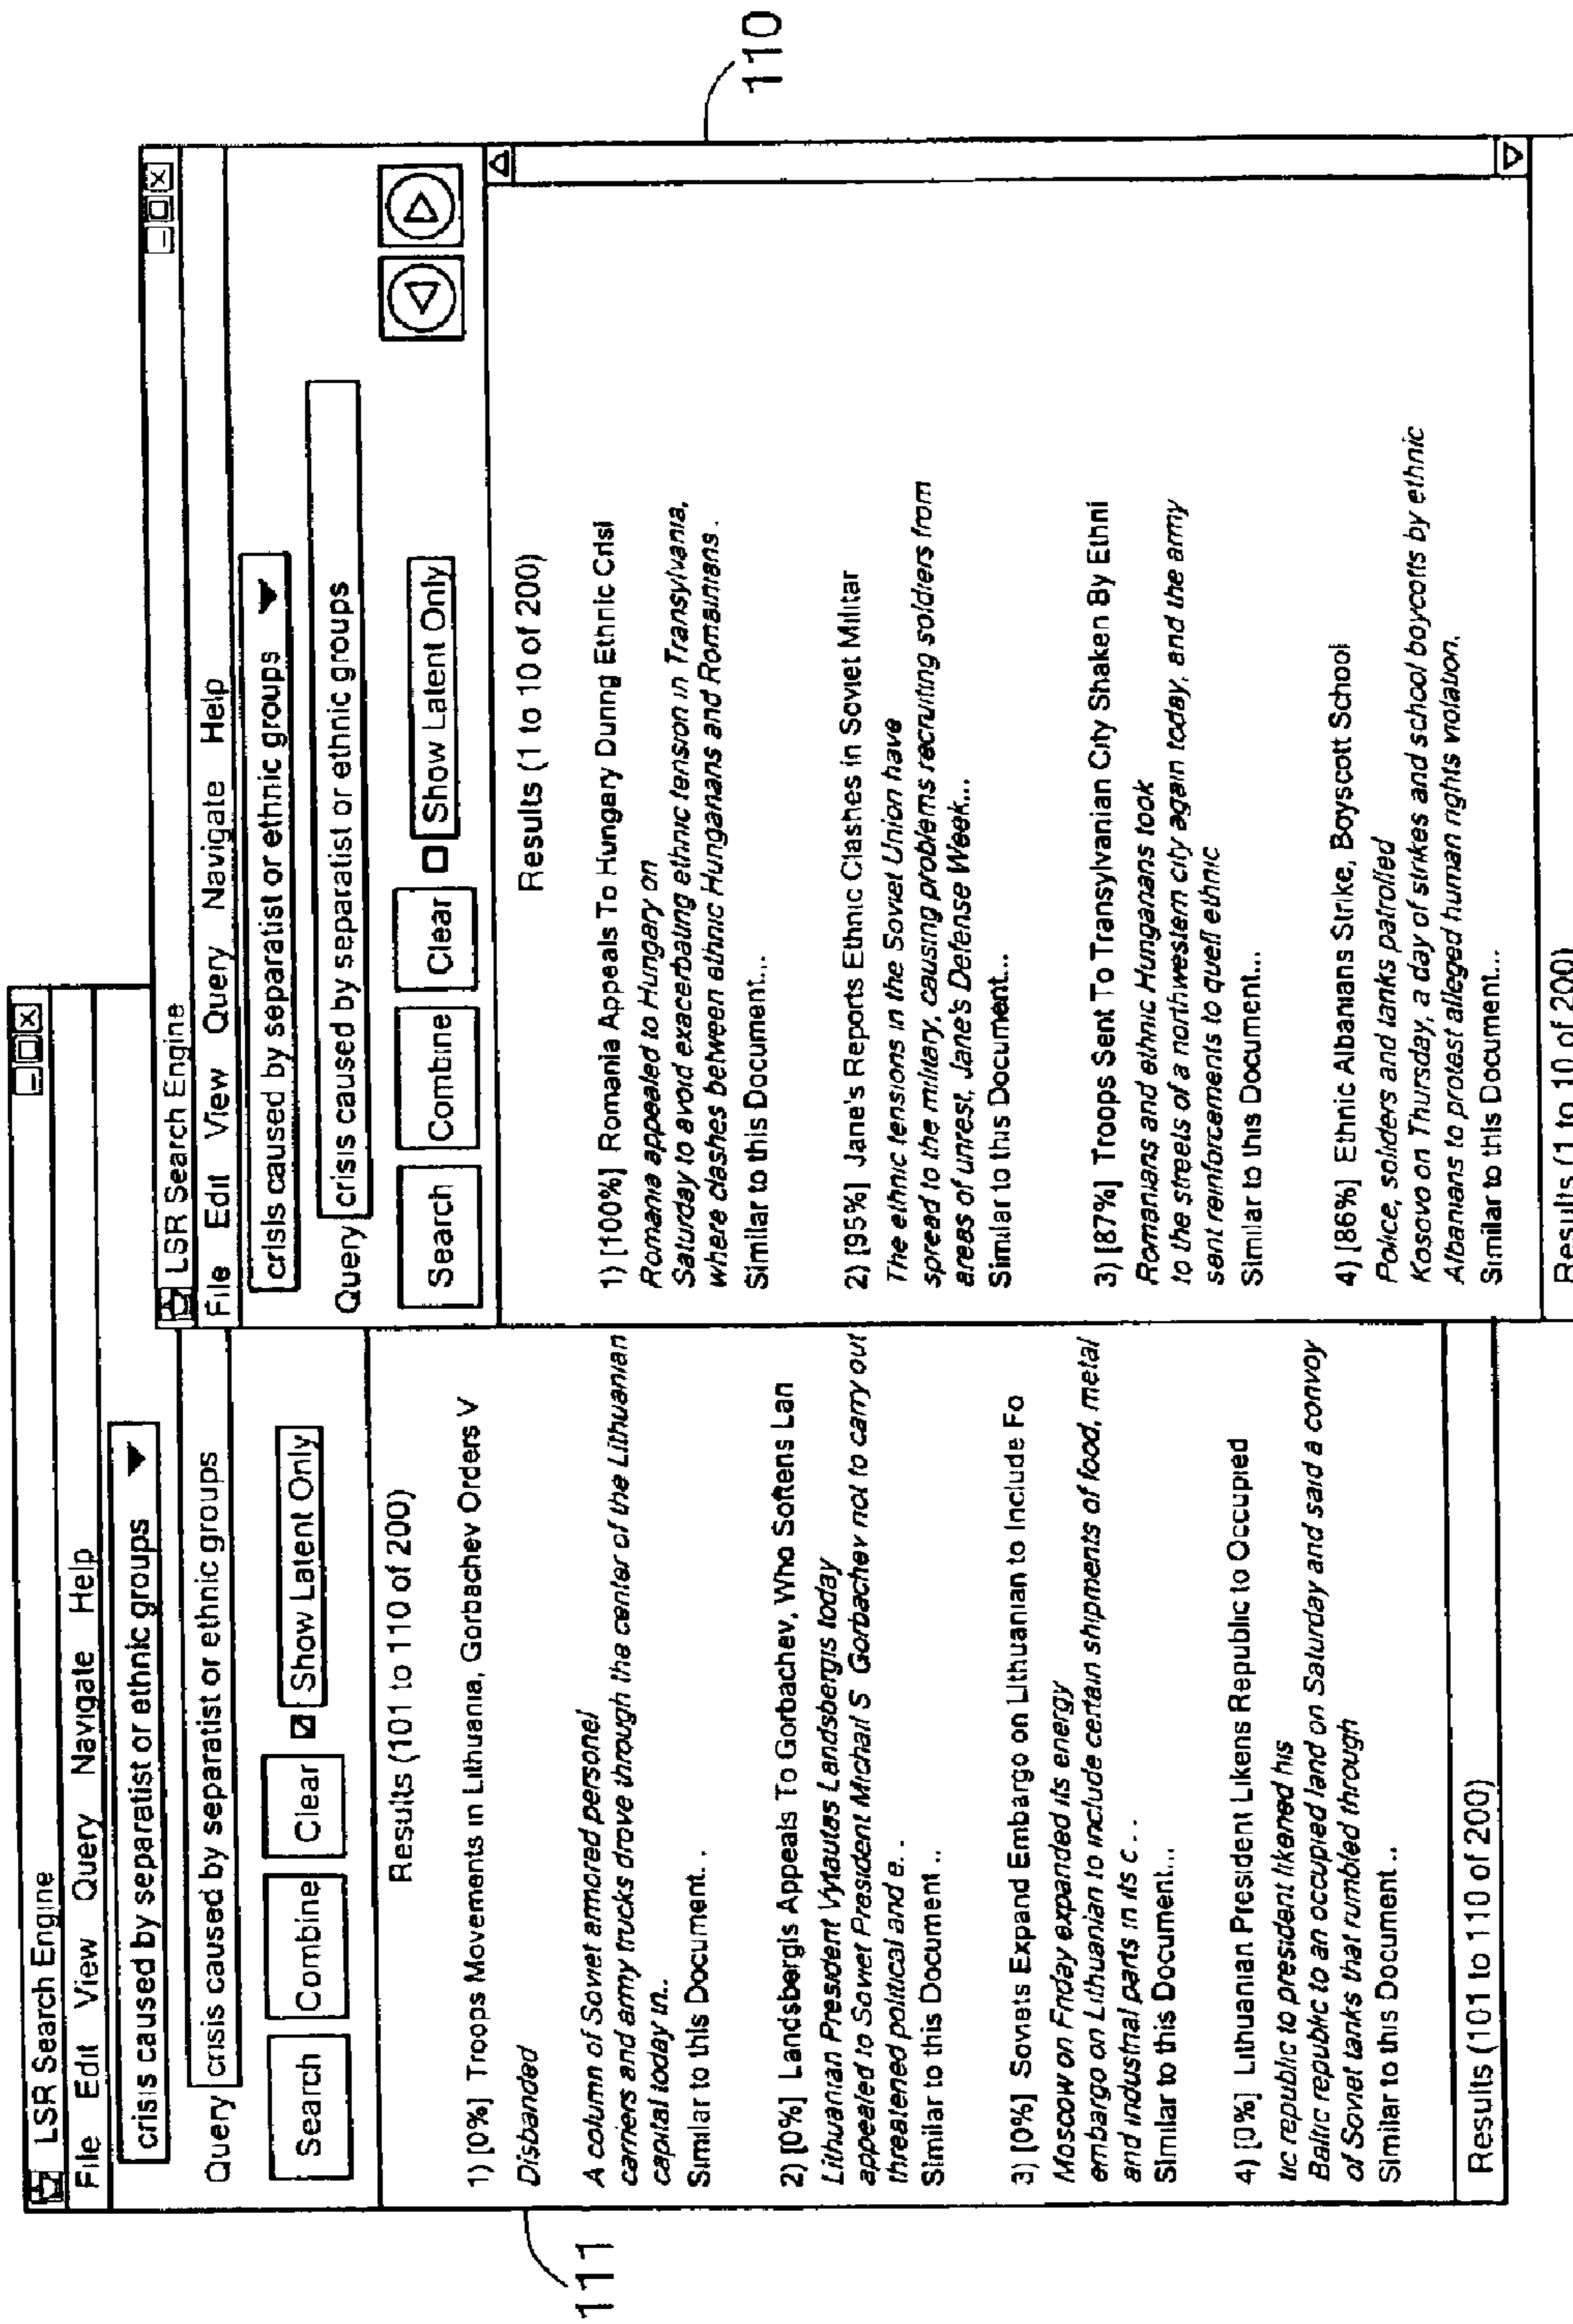 LSR Search Engine
File Edit View Query Navigate Help
crisis caused by separatist or ethnic groups
Query crisis caused by separatist or ethnic groups
Search Combine Clear Show Latent Only
Results (101 to 110 of 200)
1) [0%] Troops Movements in Lithuania, Gorbachev Orders V
Disbanded
A column of Soviet armored personel
carriers and army trucks drove through the center of the Lithuanian
capital today in..
Similar to this Document. .
2) [0%] Landsbergis Appeals To Gorbachev, Who Softens Lan
Lithuanian President Vytautas Landsbergis today
appealed to Soviet President Michail S Gorbachev not to carry out
threatened political and e. .
Similar to this Document ..
3) [0%] Soviets Expand Embargo on Lithuanian to Include Fo
Moscow on Friday expanded its energy
embargo on Lithuanian to include certain shipments of food, metal
and industrial parts in its c . . .
Similar to this Document...
4) [0%] Lithuanian President Likens Republic to Occupied
tic republic to president likened his
Baltic republic to an occupied land on Saturday and said a convoy
of Soviet tanks that rumbled through
Similar to this Document ..
Results (101 to 110 of 200)
111
LSR Search Engine
File Edit View Query Navigate Help
crisis caused by separatist or ethnic groups
Query crisis caused by separatist or ethnic groups
Search Combine Clear Show Latent Only
Results (1 to 10 of 200)
1) [100%] Romania Appeals To Hungary During Ethnic Crisi
Romania appealed to Hungary on
Saturday to avoid exacerbating ethnic tension in Transylvania,
where clashes between ethnic Hungarians and Romainians .
Similar to this Document...
2) [95%] Jane's Reports Ethnic Clashes in Soviet Militar
The ethnic tensions in the Soviet Union have
spread to the military, causing problems recruiting soldiers from
areas of unrest, Jane's Defense Week...
Similar to this Document...
3) [87%] Troops Sent To Transylvanian City Shaken By Ethni
Romanians and ethnic Hungarians took
to the streets of a northwestern city again today, and the army
sent reinforcements to quell ethnic
Similar to this Document...
4) [86%] Ethnic Albanians Strike, Boyscott School
Police, soliders and tanks patrolled
Kosovo on Thursday, a day of strikes and school boycotts by ethnic
Albanians to protest alleged human rights violation.
Similar to this Document...
Results (1 to 10 of 200)
110